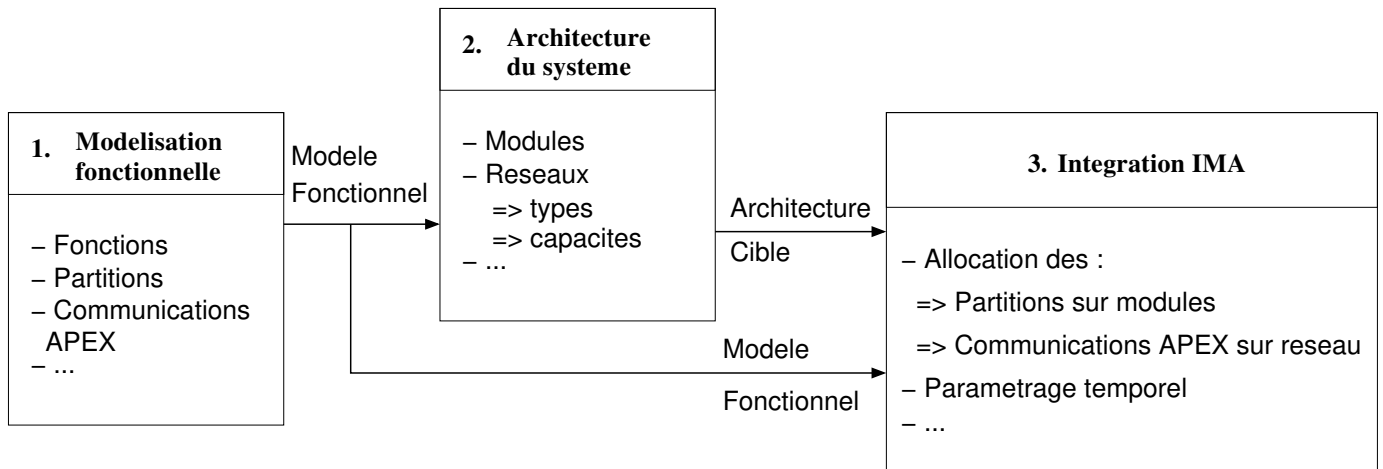 1. Modelisation
fonctionnelle
– Fonctions
– Partitions
– Communications
APEX
– ...
Modele
Fonctionnel
2. Architecture
du systeme
– Modules
– Reseaux
=> types
=> capacites
– ...
Architecture
Cible
Modele
Fonctionnel
3. Integration IMA
– Allocation des :
=> Partitions sur modules
=> Communications APEX sur reseau
– Parametrage temporel
– ...